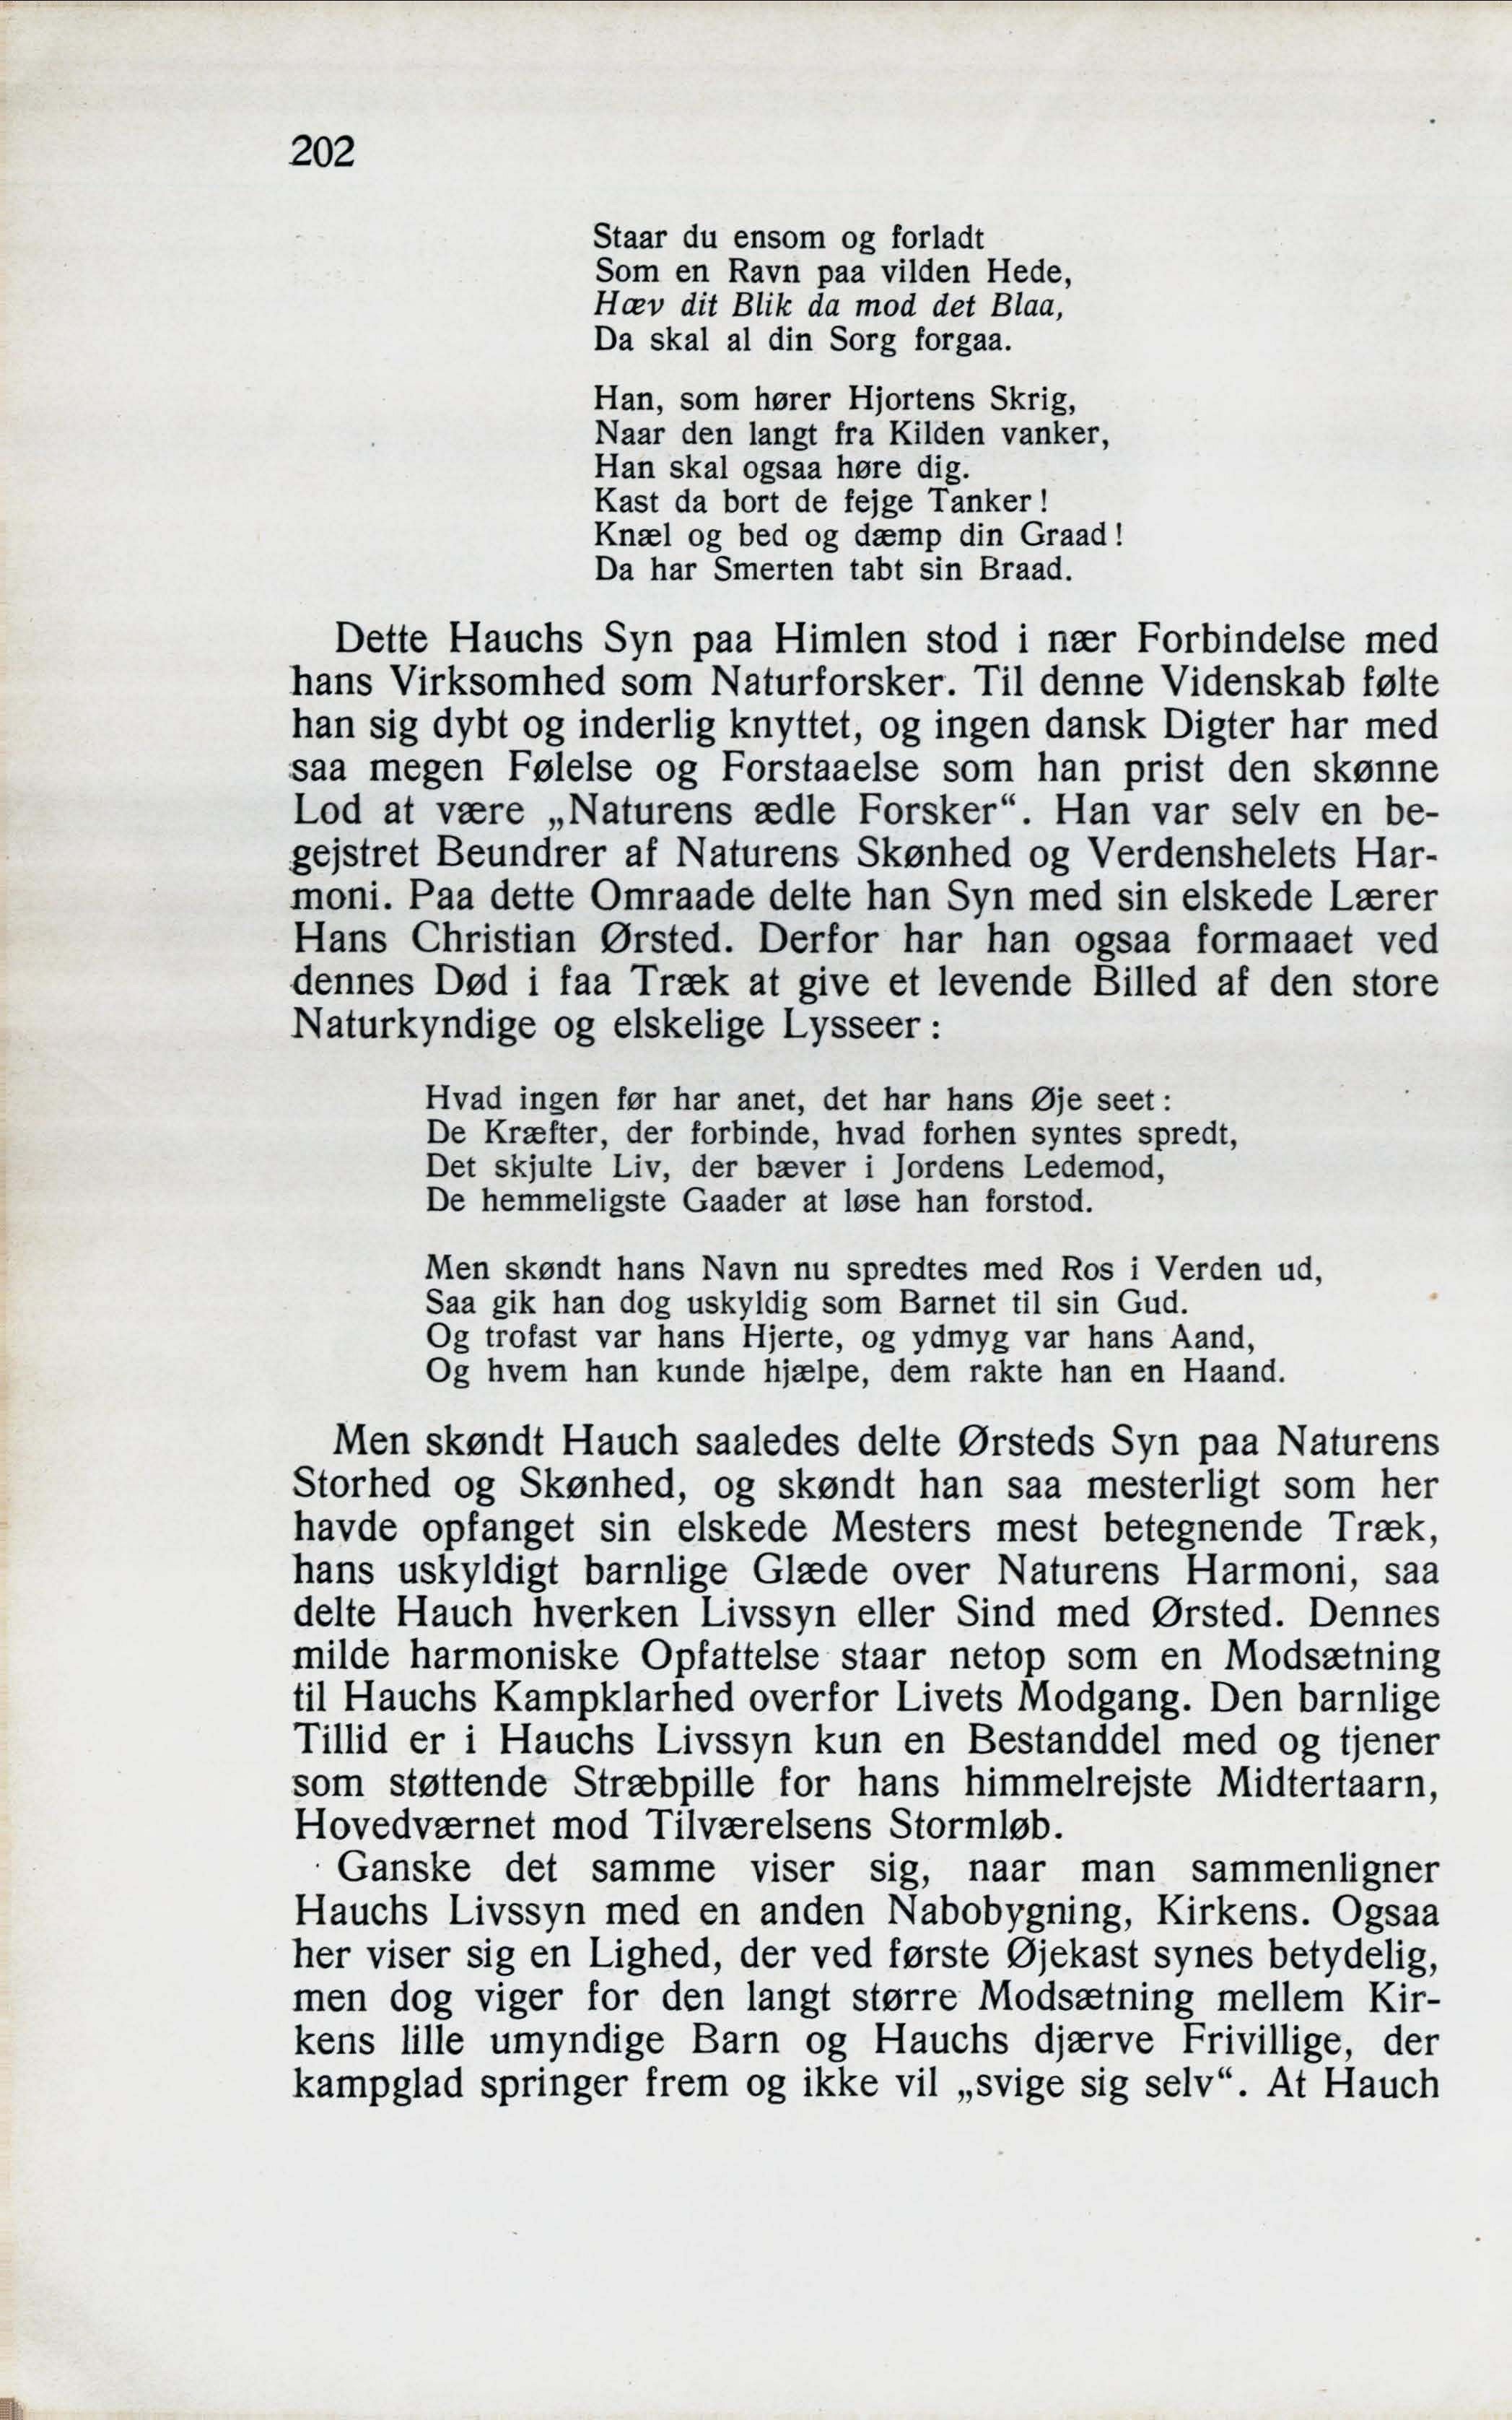 202
Staar du ensom og forladt
Som en Ravn paa vilden Hede,
Hæv dit Blik da mod det Blaa,
Da skal al din Sorg forgaa.
Han, som hører Hjortens Skrig,
Naar den langt fra Kilden vanker,
Han skal ogsaa høre dig.
Kast da bort de fejge Tanker!
Knæl og bed og dæmp din Graad!
Da har Smerten tabt sin Braad.
Dette Hauchs Syn paa Himlen stod i nær Forbindelse med
hans Virksomhed som Naturforsker. Til denne Videnskab følte
han sig dybt og inderlig knyttet, og ingen dansk Digter har med
saa megen Følelse og Forstaaelse som han prist den skønne
Lod at være „Naturens ædle Forsker“. Han var selv en be-
gejstret Beundrer af Naturens Skønhed og Verdenshelets Har-
moni. Paa dette Omraade delte han Syn med sin elskede Lærer
Hans Christian Ørsted. Derfor har han ogsaa formaaet ved
dennes Død i faa Træk at give et levende Billed af den store
Naturkyndige og elskelige Lysseer:
Hvad ingen før har anet, det har hans Øje seet:
De Kræfter, der forbinde, hvad forhen syntes spredt,
Det skjulte Liv, der bæver i Jordens Ledemod,
De hemmeligste Gaader at løse han forstod.
Men skøndt hans Navn nu spredtes med Ros i Verden ud,
Saa gik han dog uskyldig som Barnet til sin Gud.
Og trofast var hans Hjerte, og ydmyg var hans Aand,
Og hvem han kunde hjælpe, dem rakte han en Haand.
Men skøndt Hauch saaledes delte Ørsteds Syn paa Naturens
Storhed og Skønhed, og skøndt han saa mesterligt som her
havde opfanget sin elskede Mesters mest betegnende Træk,
hans uskyldigt barnlige Glæde over Naturens Harmoni, saa
delte Hauch hverken Livssyn eller Sind med Ørsted. Dennes
milde harmoniske Opfattelse staar netop som en Modsætning
til Hauchs Kampklarhed overfor Livets Modgang. Den barnlige
Tillid er i Hauchs Livssyn kun en Bestanddel med og tjener
som støttende Stræbpille for hans himmelrejste Midtertaarn,
Hovedværnet mod Tilværelsens Stormløb.
Ganske det samme viser sig, naar man sammenligner
Hauchs Livssyn med en anden Nabobygning, Kirkens. Ogsaa
her viser sig en Lighed, der ved første Øjekast synes betydelig,
men dog viger for den langt større Modsætning mellem Kir-
kens lille umyndige Barn og Hauchs djærve Frivillige, der
kampglad springer frem og ikke vil „svige sig selv“. At Hauch